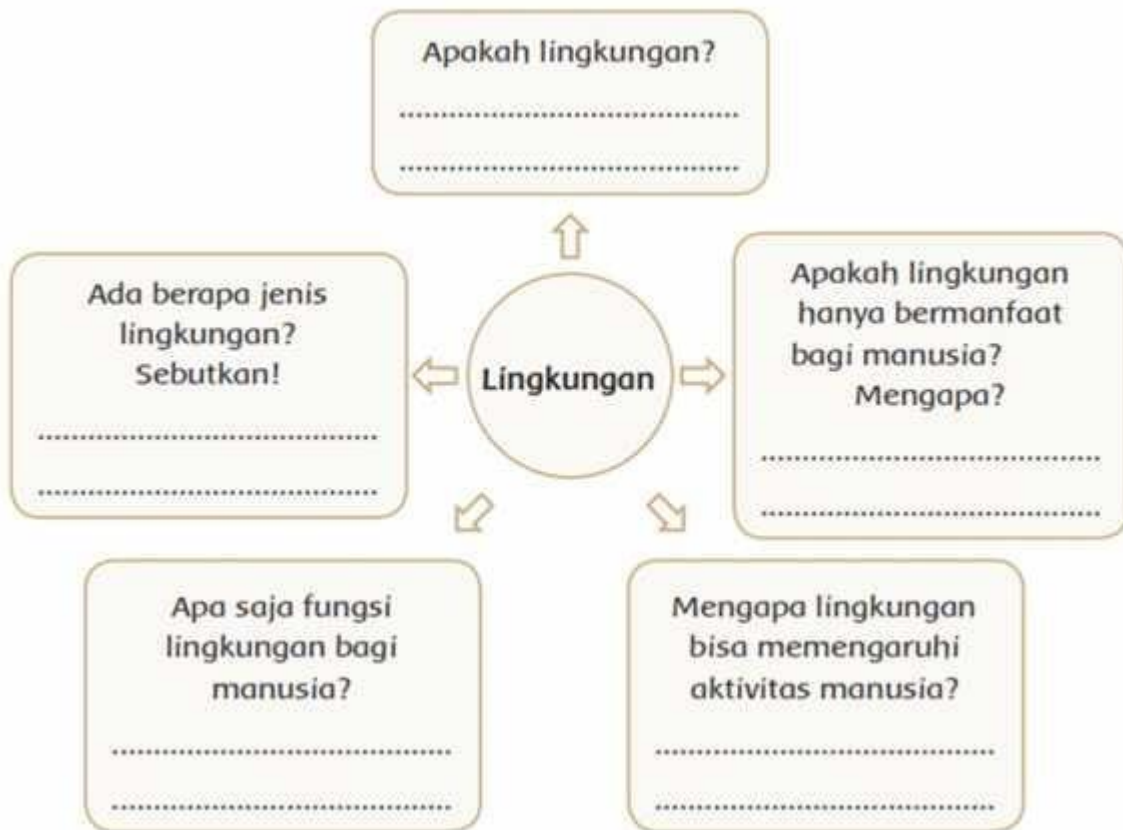 Apakah lingkungan?
........................................
........................................
Ada berapa jenis
lingkungan?
Sebutkan!
........................................
........................................
Lingkungan
Apakah lingkungan
hanya bermanfaat
bagi manusia?
Mengapa?
........................................
........................................
Apa saja fungsi
lingkungan bagi
manusia?
........................................
........................................
Mengapa lingkungan
bisa memengaruhi
aktivitas manusia?
........................................
........................................